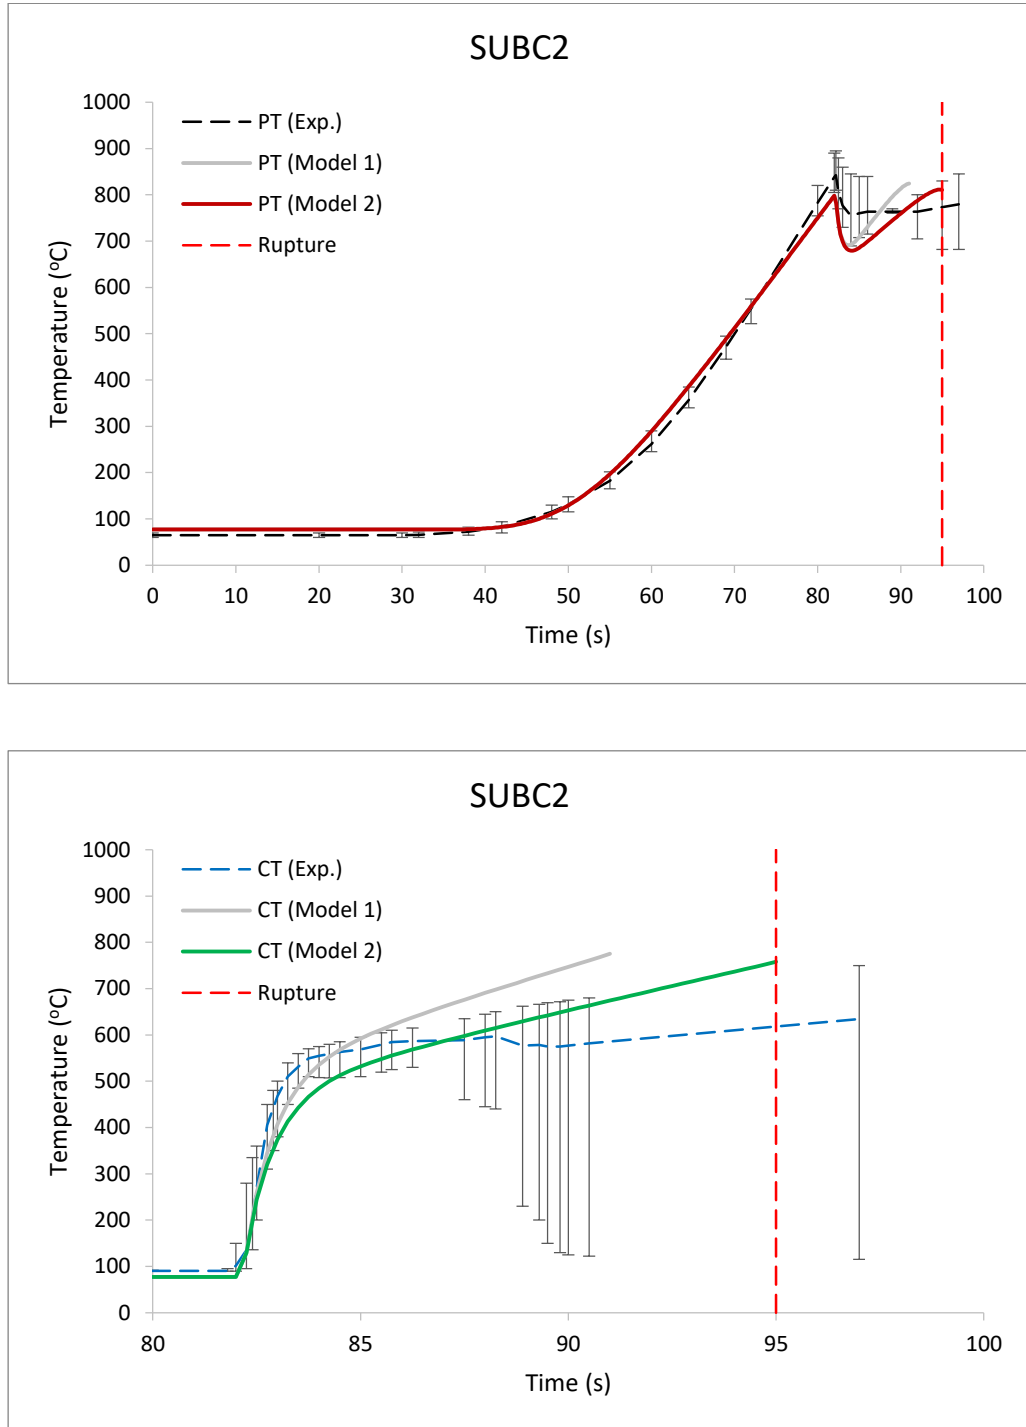 SUBC2
1000
900
800
700
600
500
400
300
200
100
0
Temperature (°C)
PT (Exp.)
PT (Model 1)
PT (Model 2)
Rupture
0 10 20 30 40 50 60 70 80 90 100
Time (s)
SUBC2
1000
900
800
700
600
500
400
300
200
100
0
Temperature (°C)
CT (Exp.)
CT (Model 1)
CT (Model 2)
Rupture
80 85 90 95 100
Time (s)